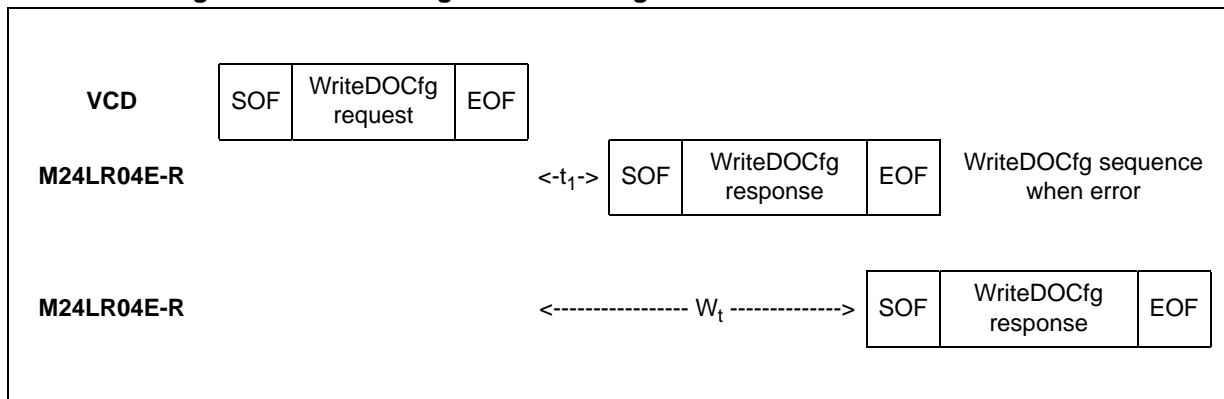 VCD SOF WriteDOCfg request EOF
M24LR04E-R <-t1-> SOF WriteDOCfg response EOF WriteDOCfg sequence when error
M24LR04E-R <----------------- Wt --------------> SOF WriteDOCfg response EOF